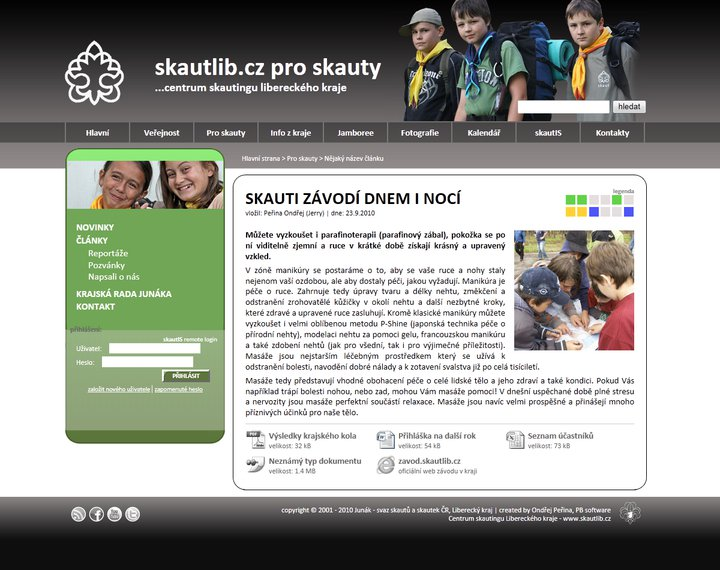 skautlib.cz pro skauty
...centrum skautingu libereckého kraje
hledat
Hlavní
Veřejnost
Pro skauty
Info z kraje
Jamboree
Fotografie
Kalendář
skautIS
Kontakty
Hlavní strana > Pro skauty > Nějaký název článku
NOVINKY
ČLÁNKY
Reportáže
Pozvánky
Napsali o nás
KRAJSKÁ RADA JUNÁKA
KONTAKT
přihlášení:
skautIS remote login
Uživatel:
Heslo:
PŘIHLÁSIT
založit nového uživatele | zapomenuté heslo
SKAUTI ZÁVODÍ DNEM I NOCÍ
vložil: Peřina Ondřej (Jerry) | dne: 23.9.2010
legenda
Můžete vyzkoušet i parafinoterapii (parafinový zábal), pokožka se po
ní viditelně zjemní a ruce v krátké době získají krásný a upravený
vzkled.
V zóně manikúry se postaráme o to, aby se vaše ruce a nohy staly
nejenom vaší ozdobou, ale aby dostaly péči, jakou vyžadují. Manikúra je
péče o ruce. Zahrnuje tedy úpravy tvaru a délky nehtu, změkčení a
odstranění zrohovatělé kůžičky v okolí nehtu a další nezbytné kroky,
které zdravé a upravené ruce zasluhují. Kromě klasické manikúry můžete
vyzkoušet i velmi oblíbenou metodu P-Shine (japonská technika péče o
přírodní nehty), modelaci nehtu za pomoci gelu, francouzskou manikúru
a také zdobení nehtů (jak pro všední, tak i pro výjimečné příležitosti).
Masáže jsou nejstarším léčebným prostředkem který se užívá k
odstranění bolesti, navodění dobré nálady a k zotavení svalstva již po celá tisíciletí.
Masáže tedy představují vhodné obohacení péče o celé lidské tělo a jeho zdraví a také kondici. Pokud Vás
například trápí bolesti nohou, nebo zad, mohou Vám masáže pomoci! V dnešní uspěchané době plné stresu
a nervozity jsou masáže perfektní součástí relaxace. Masáže jsou navíc velmi prospěšné a přinášejí mnoho
příznivých účinků pro naše tělo.
Výsledky krajského kola
velikost: 32 kB
Přihláška na další rok
velikost: 54 kB
Seznam účastníků
velikost: 73 kB
Neznámý typ dokumentu
velikost: 1.4 MB
zavod.skautlib.cz
oficiální web závodu v kraji
copyright © 2001 - 2010 Junák - svaz skautů a skautek ČR, Liberecký kraj | created by Ondřej Peřina, PB software
Centrum skautingu Libereckého kraje - www.skautlib.cz